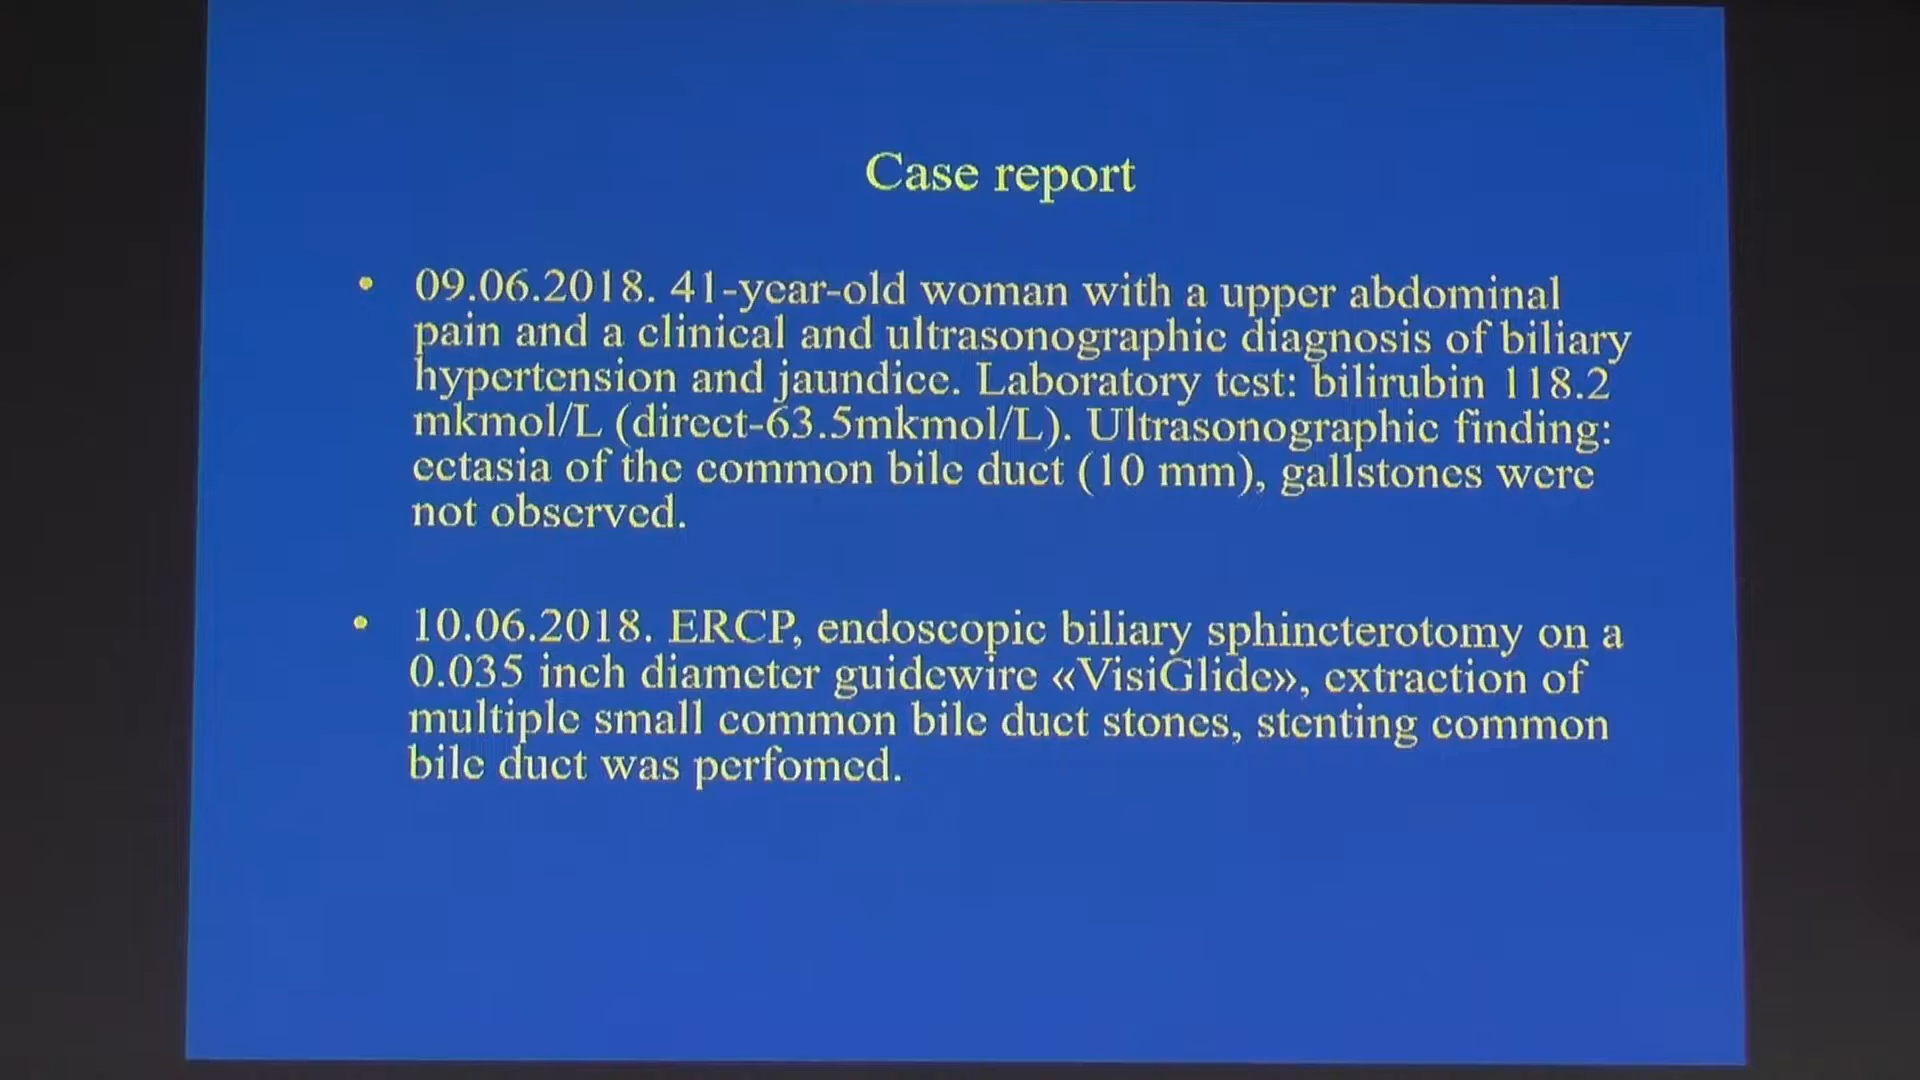 Case report
• 09.06.2018. 41-year-old woman with a upper abdominal
pain and a clinical and ultrasonographic diagnosis of biliary
hypertension and jaundice. Laboratory test: bilirubin 118.2
mkmol/L (direct-63.5mkmol/L). Ultrasonographic finding:
ectasia of the common bile duct (10 mm), gallstones were
not observed.
• 10.06.2018. ERCP, endoscopic biliary sphincterotomy on a
0.035 inch diameter guidewire «VisiGlide», extraction of
multiple small common bile duct stones, stenting common
bile duct was perfomed.